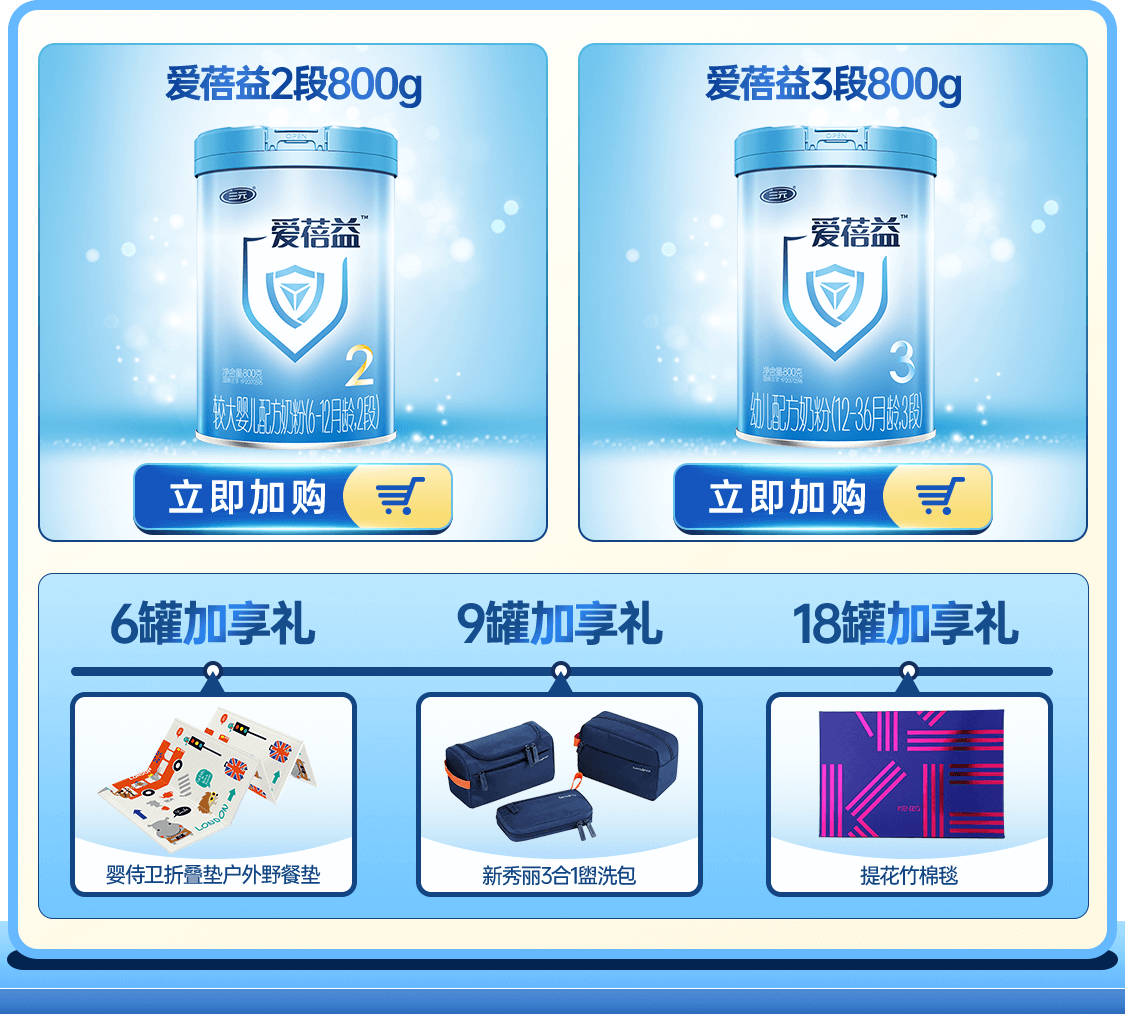 爱蓓益2段800g
爱蓓益3段800g
OPEN
三元
爱蓓益™
2
净含量800克
较大婴儿配方奶粉(6-12月龄,2段)
OPEN
三元
爱蓓益™
3
净含量800克
幼儿配方奶粉(12-36月龄,3段)
立即加购
立即加购
6罐加享礼
9罐加享礼
18罐加享礼
LONDON
KENZO
婴侍卫折叠垫户外野餐垫
新秀丽3合1盥洗包
提花竹棉毯